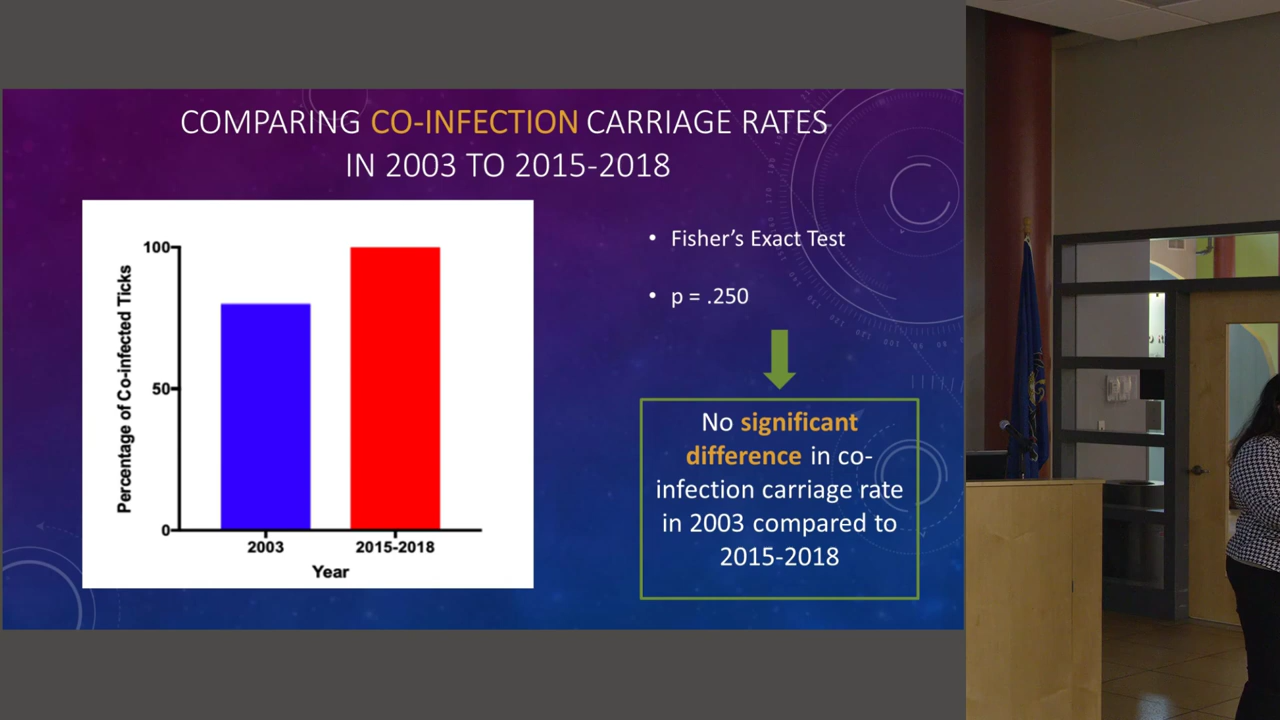 COMPARING CO-INFECTION CARRIAGE RATES
IN 2003 TO 2015-2018
100
50
0
Percentage of Co-infected Ticks
2003
2015-2018
Year
• Fisher's Exact Test
• p = .250
No significant
difference in co-
infection carriage rate
in 2003 compared to
2015-2018